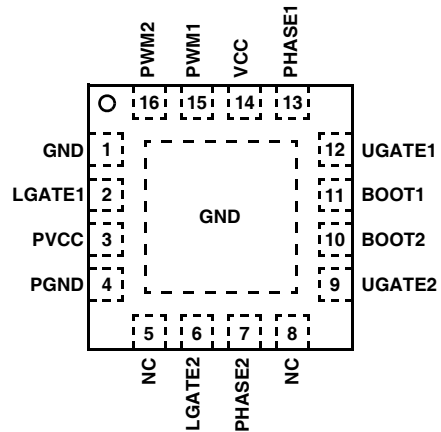 PWM2
PWM1
VCC
PHASE1
16
15
14
13
GND
1
12
UGATE1
LGATE1
2
11
BOOT1
GND
PVCC
3
10
BOOT2
PGND
4
9
UGATE2
5
6
7
8
NC
LGATE2
PHASE2
NC